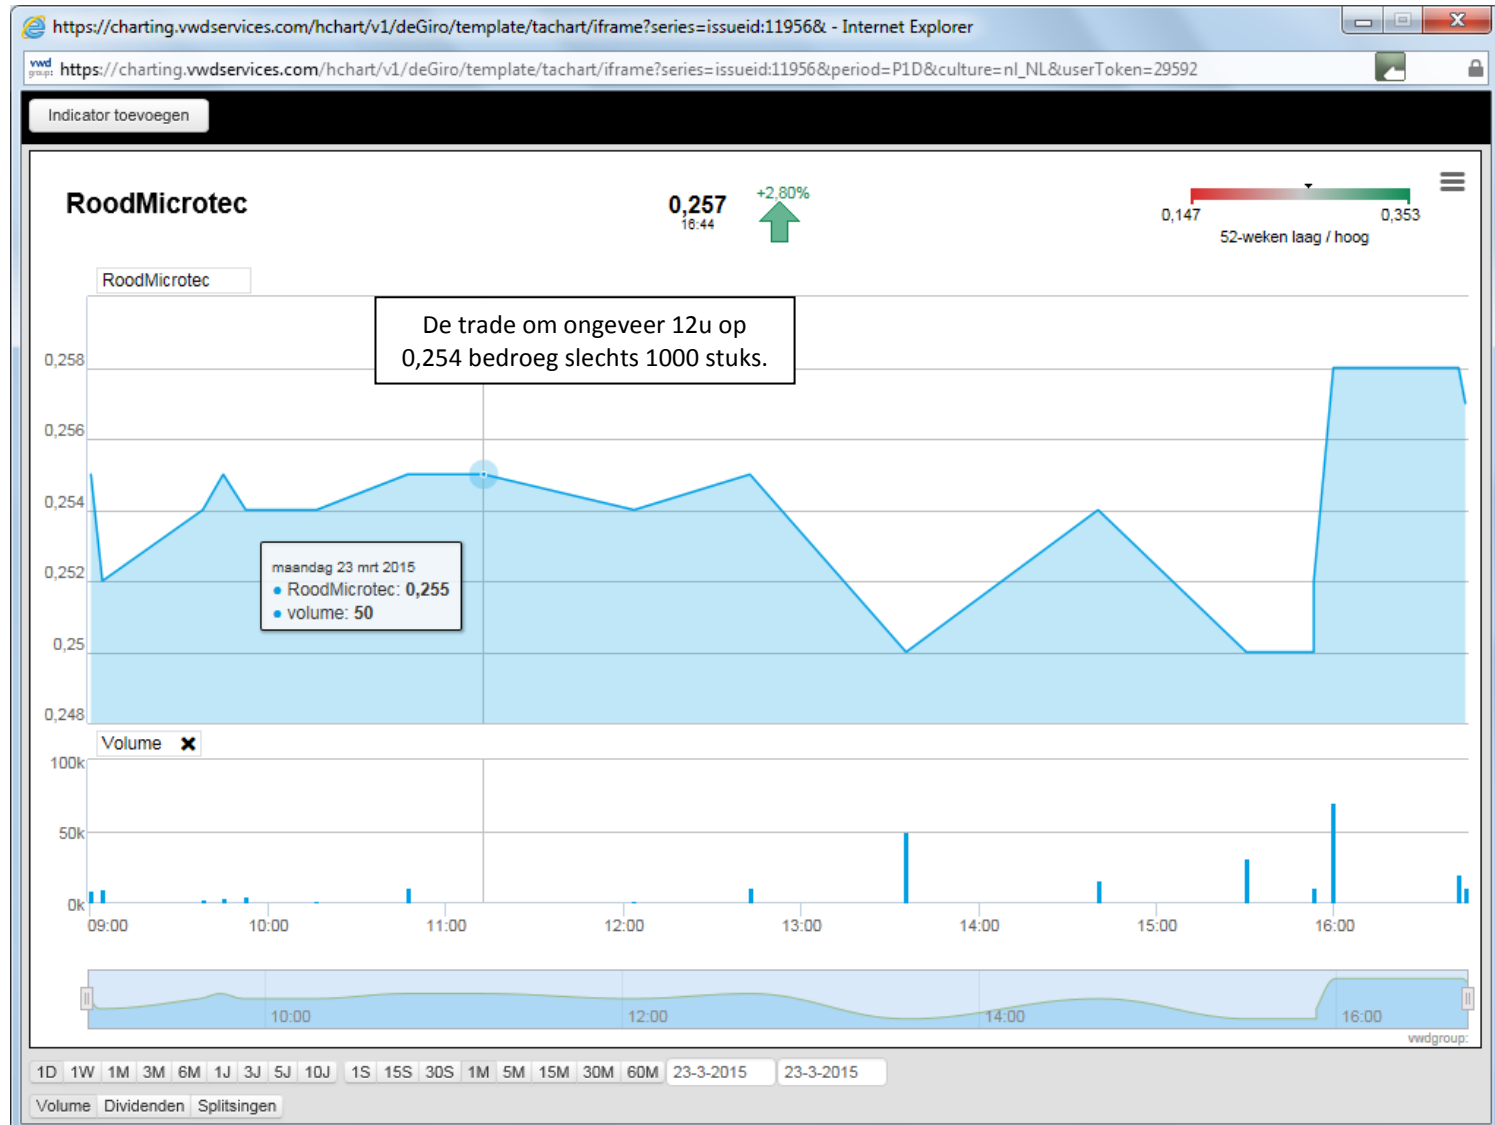 https://charting.vwdservices.com/hchart/v1/deGiro/template/tachart/iframe?series=issueid:11956& - Internet Explorer
vwd group: https://charting.vwdservices.com/hchart/v1/deGiro/template/tachart/iframe?series=issueid:11956&period=P1D&culture=nl_NL&userToken=29592
Indicator toevoegen
RoodMicrotec
0,257
16:44
+2,80%
0,147 0,353
52-weken laag / hoog
RoodMicrotec
De trade om ongeveer 12u op
0,254 bedroeg slechts 1000 stuks.
0,258
0,256
0,254
0,252
0,25
0,248
maandag 23 mrt 2015
• RoodMicrotec: 0,255
• volume: 50
Volume
100k
50k
0k
09:00 10:00 11:00 12:00 13:00 14:00 15:00 16:00
10:00 12:00 14:00 16:00
vwdgroup:
1D 1W 1M 3M 6M 1J 3J 5J 10J 1S 15S 30S 1M 5M 15M 30M 60M 23-3-2015 23-3-2015
Volume Dividenden Splitsingen